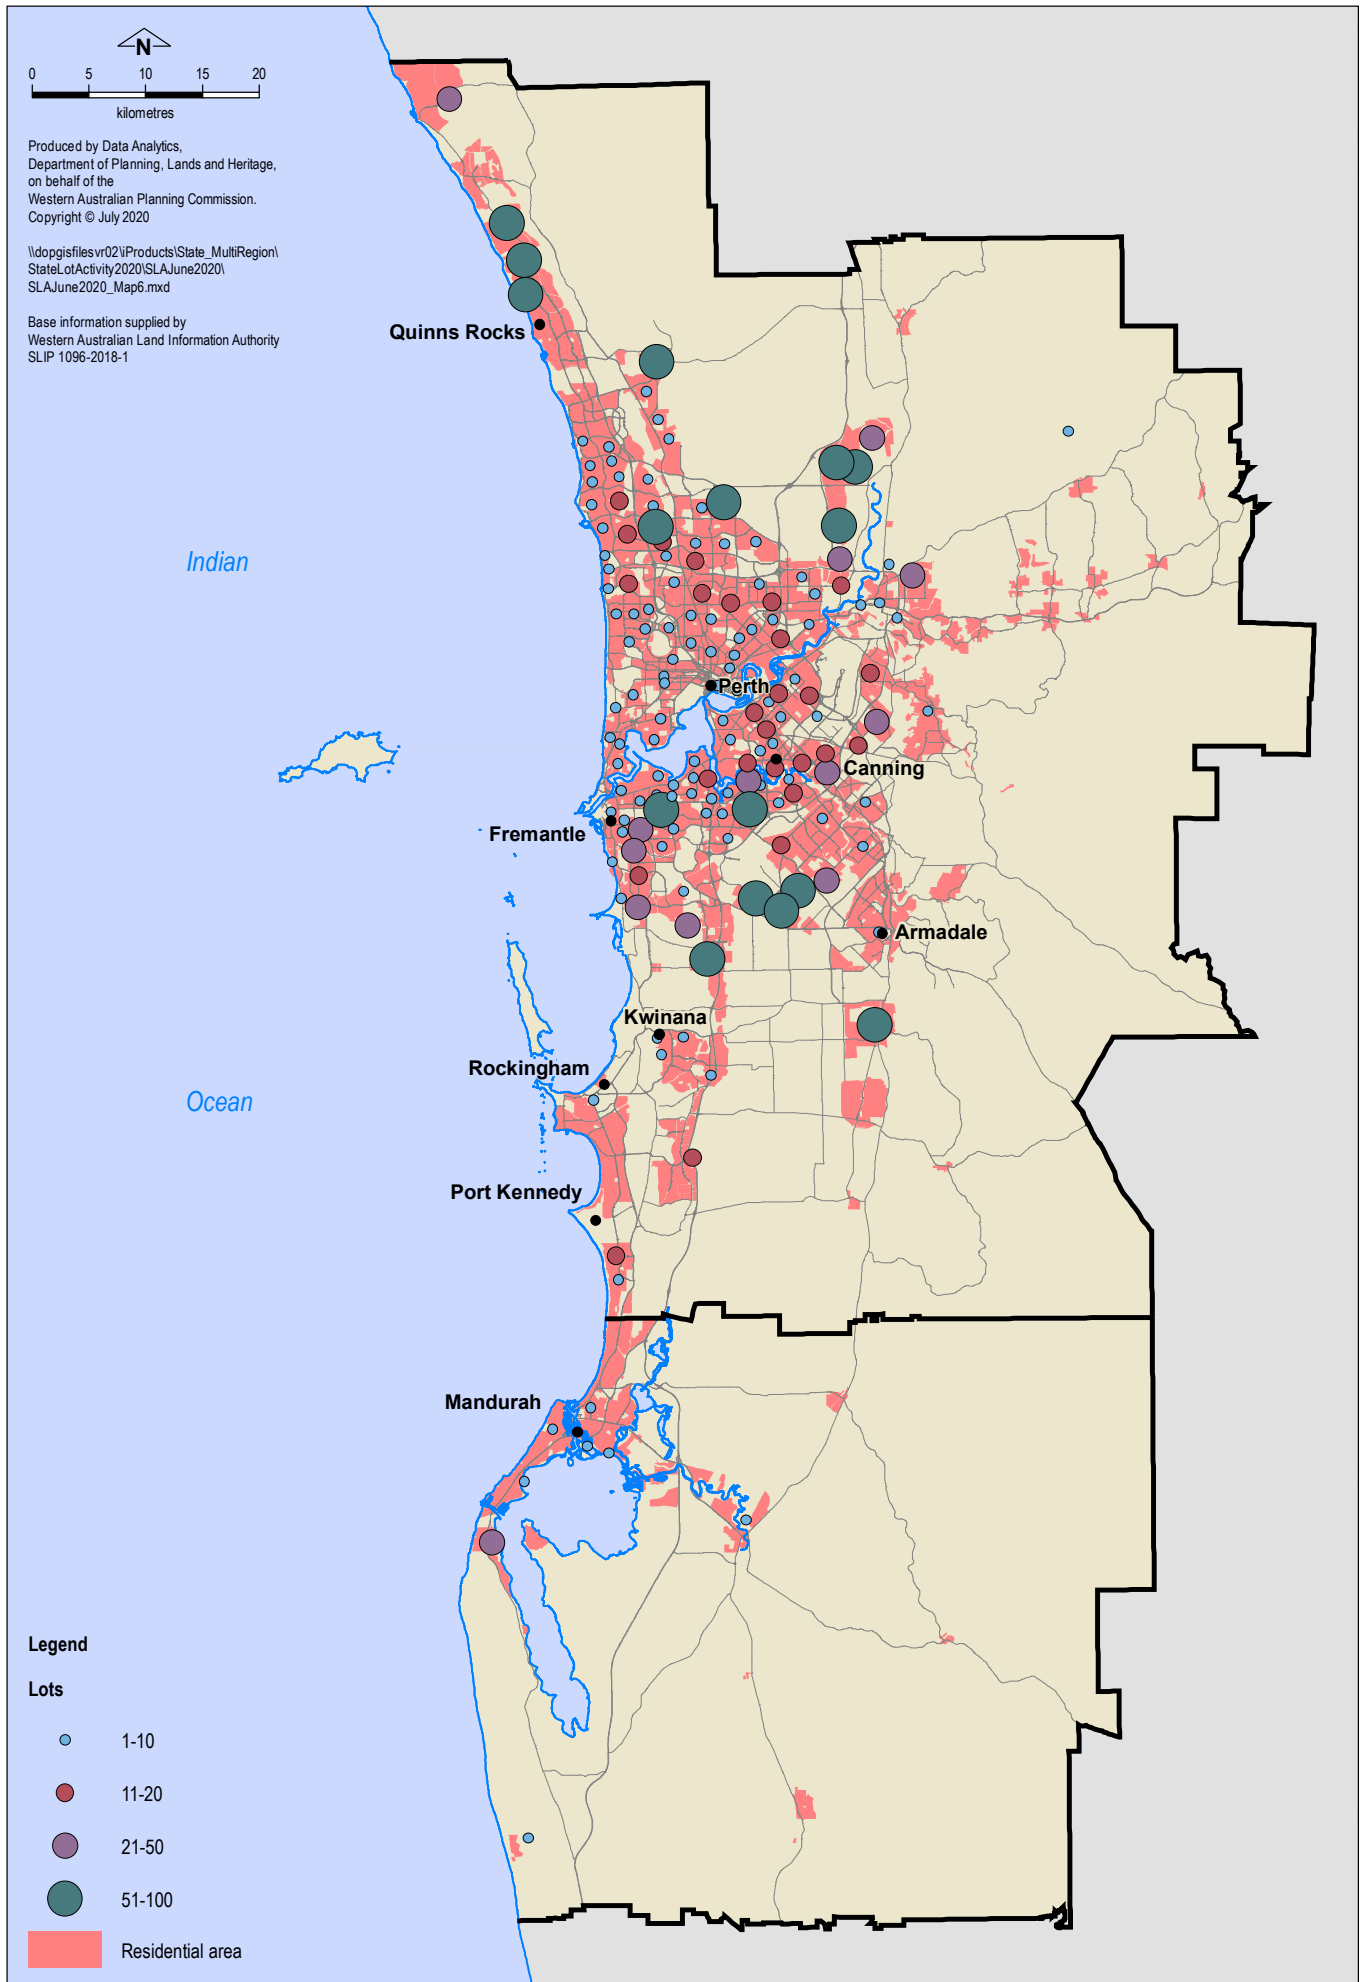 N
0 5 10 15 20
kilometres
Produced by Data Analytics,
Department of Planning, Lands and Heritage,
on behalf of the
Western Australian Planning Commission.
Copyright © July 2020
\\dopgisfilesvr02\iProducts\State_MultiRegion\
StateLotActivity2020\SLAJune2020\
SLAJune2020_Map6.mxd
Base information supplied by
Western Australian Land Information Authority
SLIP 1096-2018-1
Quinns Rocks
Indian
Perth
Canning
Fremantle
Armadale
Kwinana
Rockingham
Ocean
Port Kennedy
Mandurah
Legend
Lots
1-10
11-20
21-50
51-100
Residential area